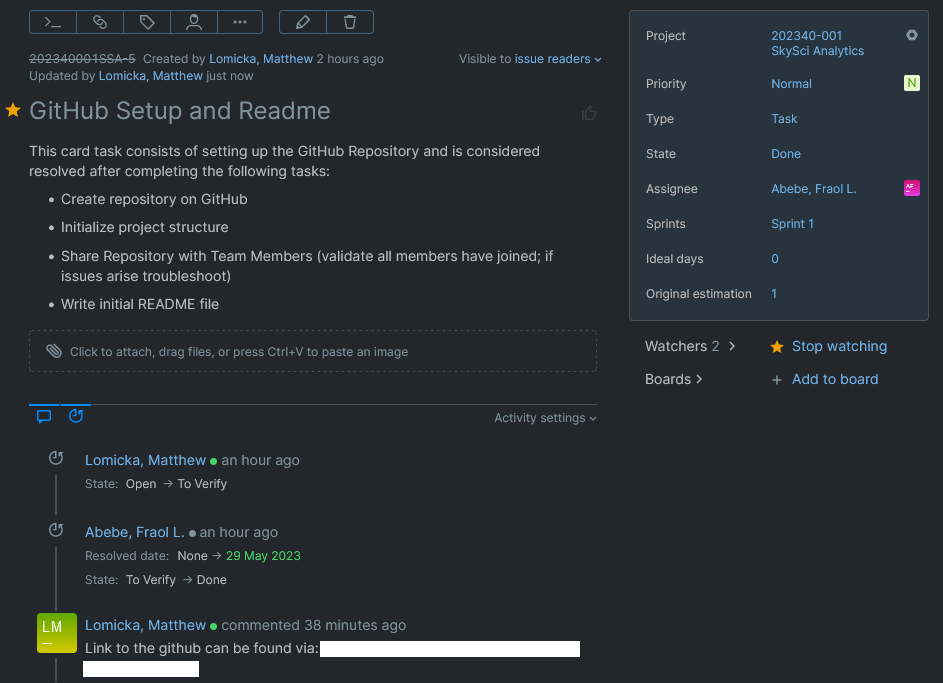 202340001SSA-5 Created by Lomicka, Matthew 2 hours ago
Visible to issue readers
Updated by Lomicka, Matthew just now
GitHub Setup and Readme
This card task consists of setting up the GitHub Repository and is considered
resolved after completing the following tasks:
• Create repository on GitHub
• Initialize project structure
• Share Repository with Team Members (validate all members have joined; if
issues arise troubleshoot)
• Write initial README file
Click to attach, drag files, or press Ctrl+V to paste an image
Activity settings
Lomicka, Matthew an hour ago
State: Open → To Verify
Abebe, Fraol L. an hour ago
Resolved date: None → 29 May 2023
State: To Verify → Done
LM
Lomicka, Matthew commented 38 minutes ago
Link to the github can be found via:
Project 202340-001
SkySci Analytics
Priority Normal N
Type Task
State Done
Assignee Abebe, Fraol L. AF
Sprints Sprint 1
Ideal days 0
Original estimation 1
Watchers 2 Stop watching
Boards Add to board